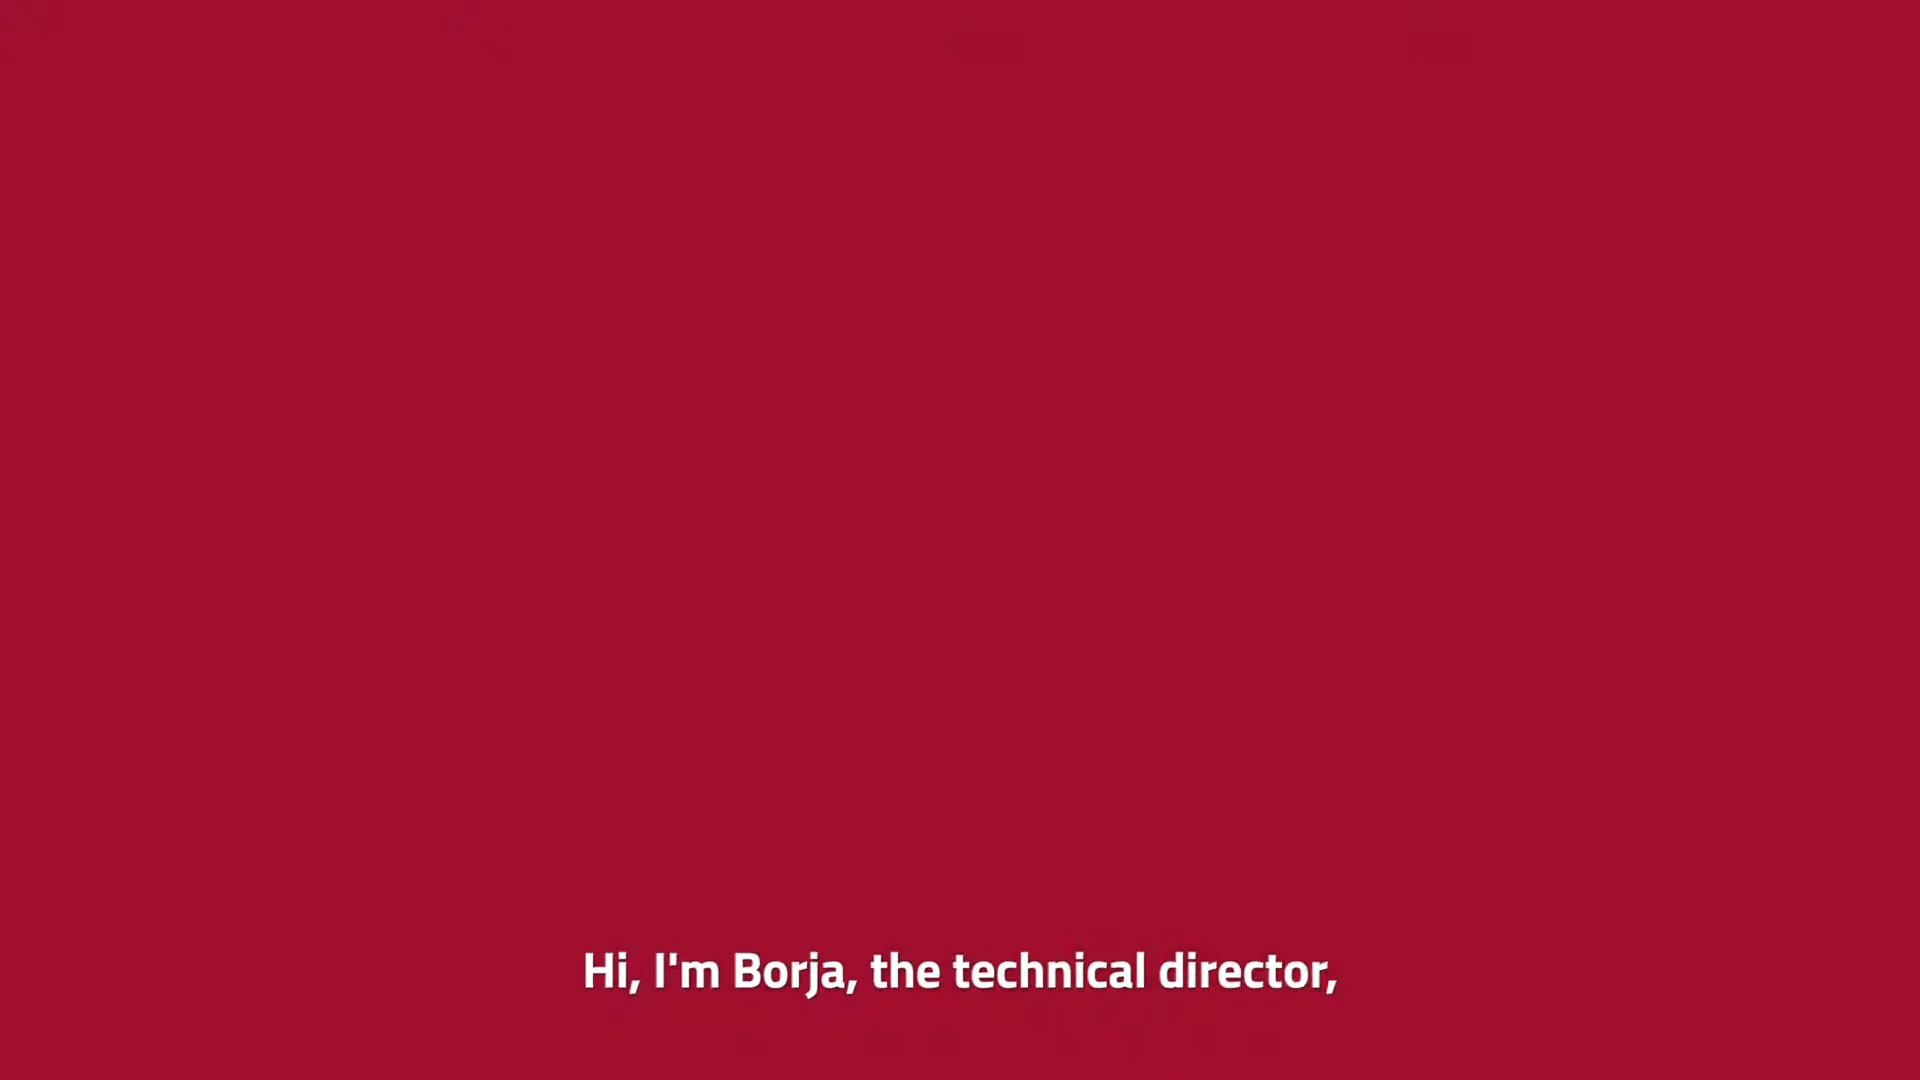 Hi, I'm Borja, the technical director,